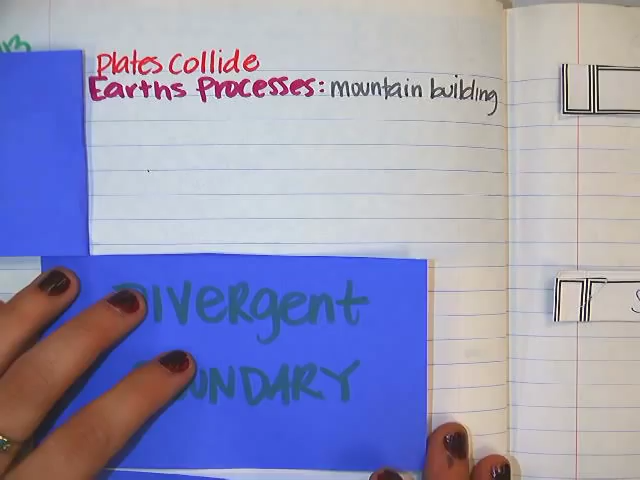 Plates Collide
Earths Processes: mountain building
DIVERgent
BOUNDARY